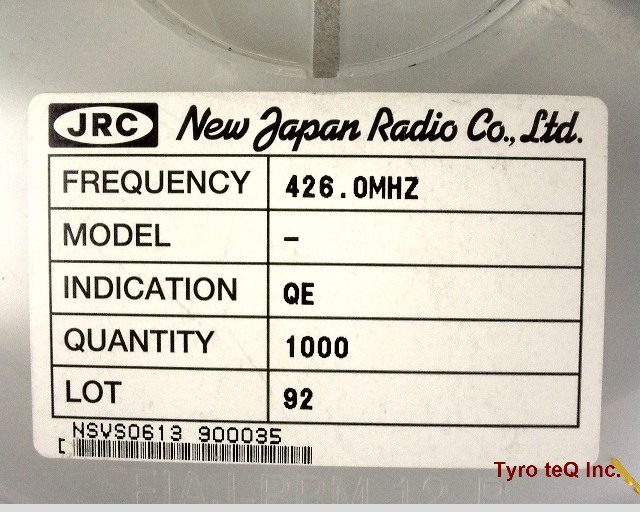 JRC New Japan Radio Co., Ltd.
FREQUENCY 426.0MHZ
MODEL –
INDICATION QE
QUANTITY 1000
LOT 92
NSVS0613 900035
[
Tyro teQ Inc.